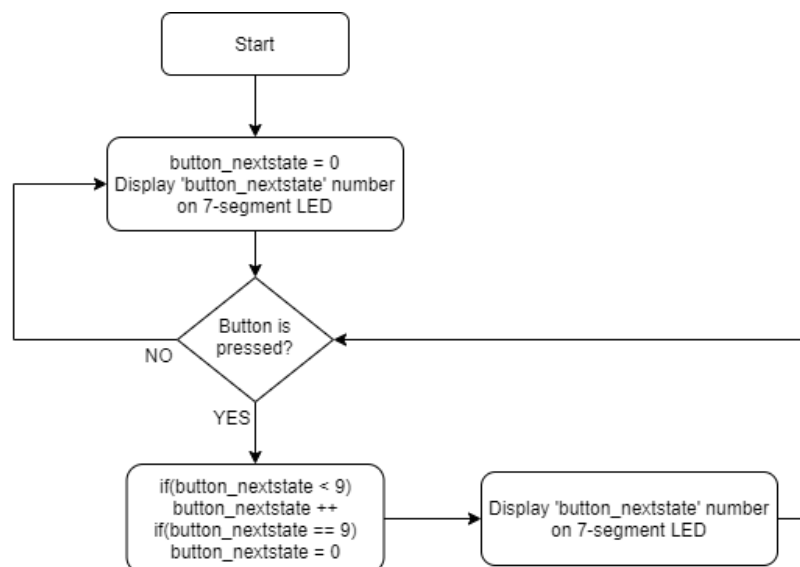 Start
button_nextstate = 0
Display 'button_nextstate' number
on 7-segment LED
Button is
pressed?
NO
YES
if(button_nextstate < 9)
button_nextstate ++
if(button_nextstate == 9)
button_nextstate = 0
Display 'button_nextstate' number
on 7-segment LED